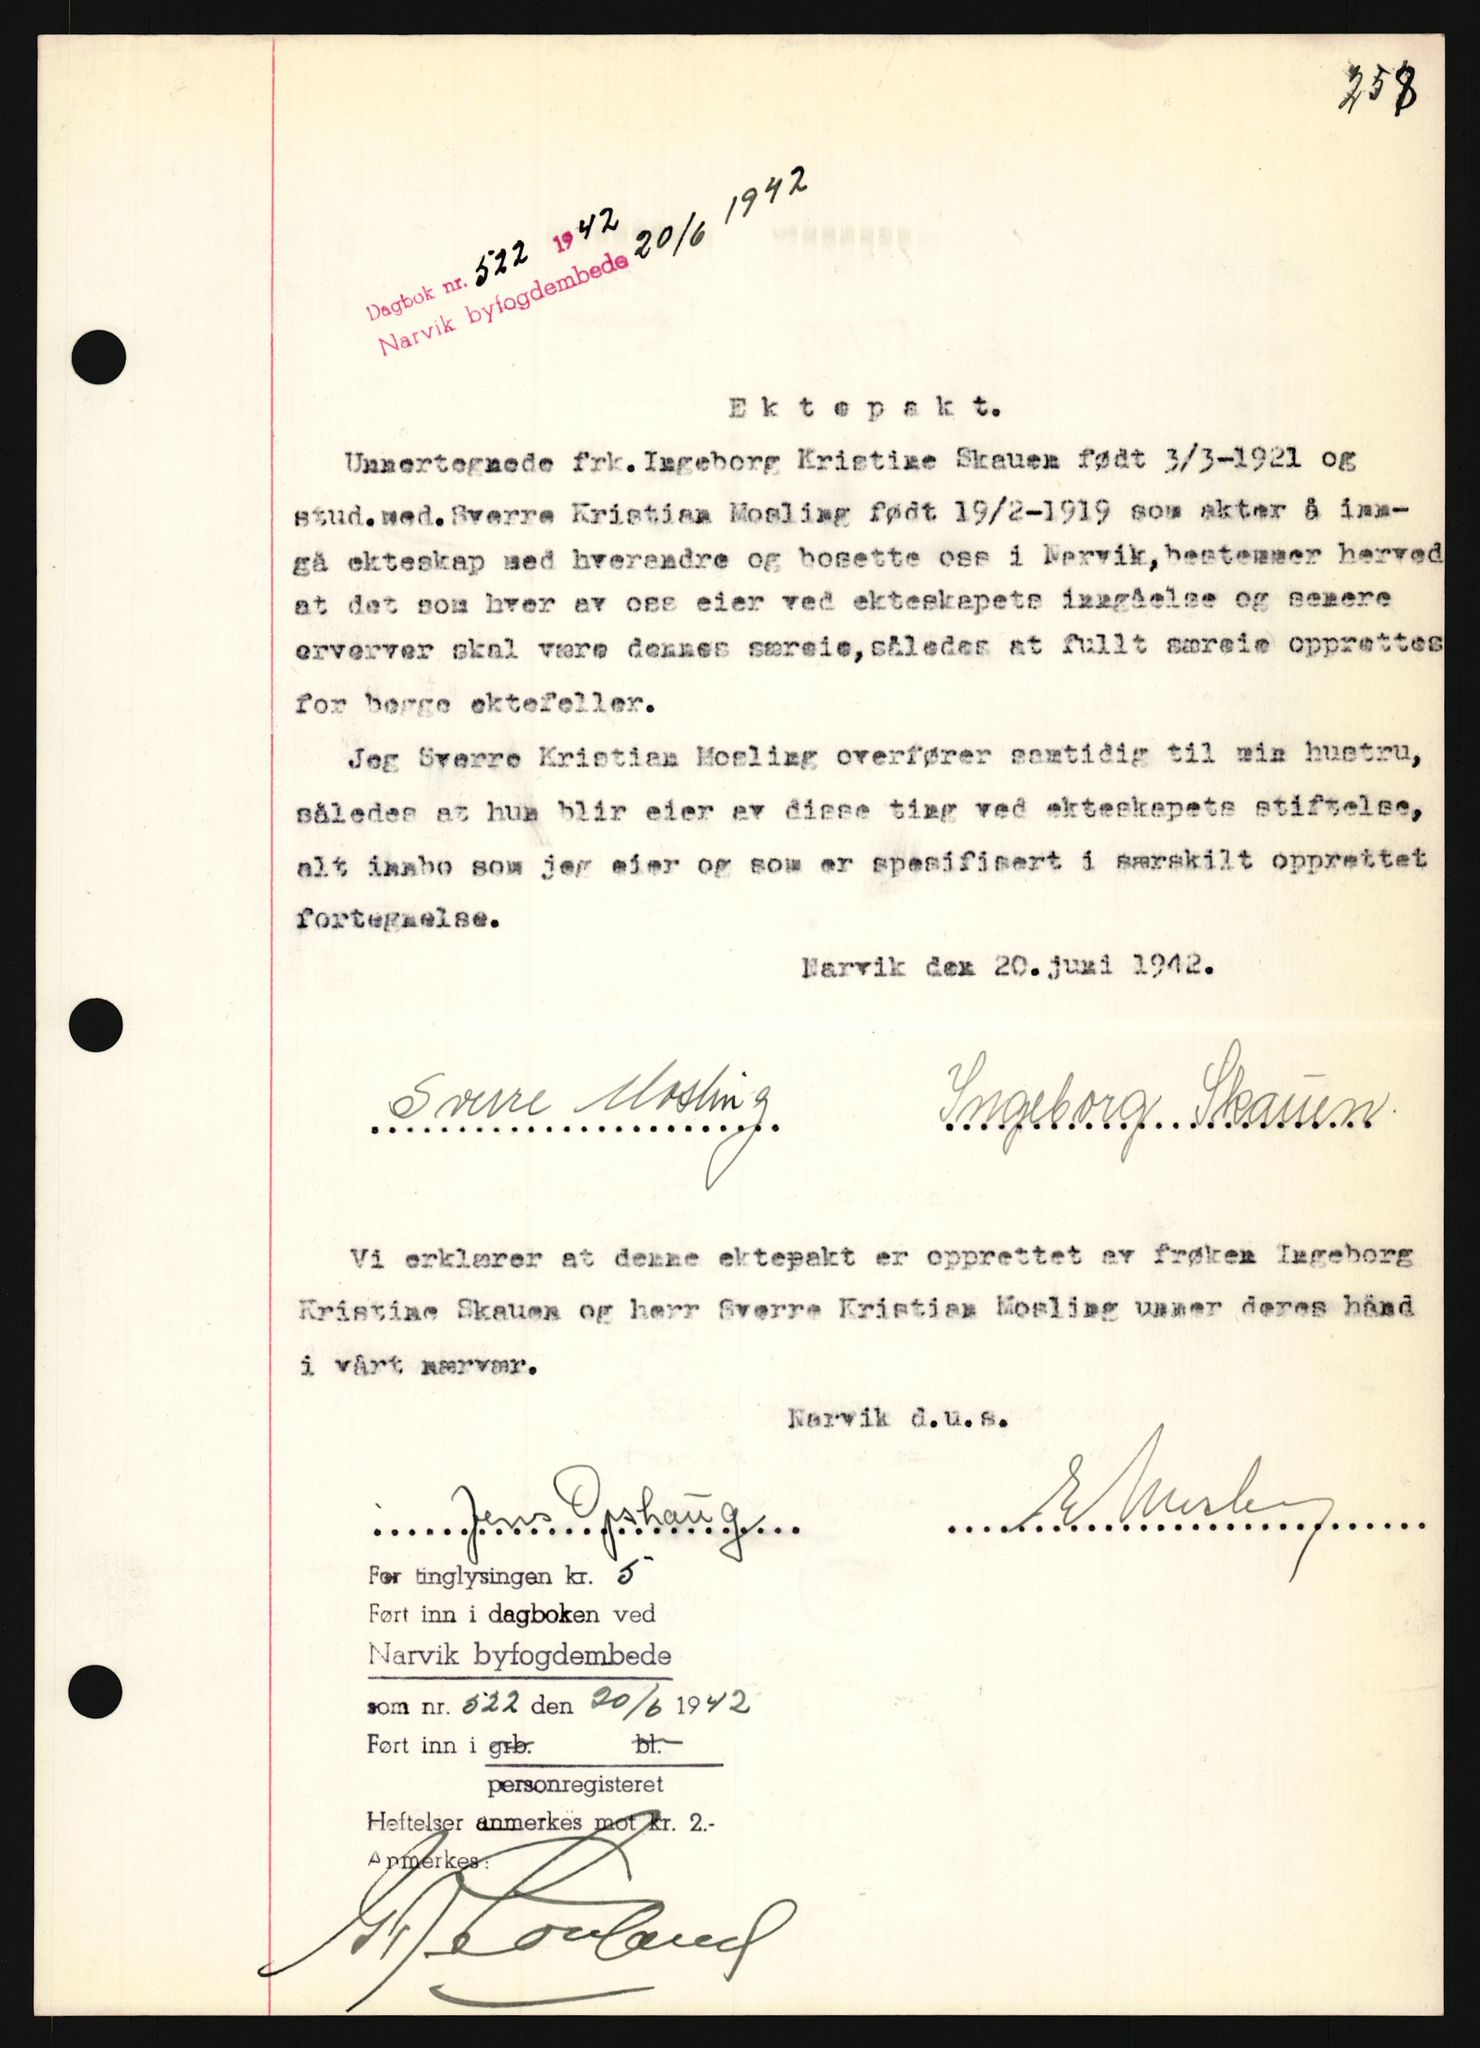 258
Dagbok nr. 522 1942
Narvik byfogdembede 20/6 1942
Ektepakt.
Unnertegnede frk. Ingeborg Kristine Skauen født 3/3-1921 og
stud.med.Sverre Kristian Mosling født 19/2-1919 som akter å inn-
gå ekteskap med hverandre og bosette oss i Narvik,bestemmer herved
at det som hver av oss eier ved ekteskapets inngåelse og senere
erverver skal være dennes særeie,således at fullt særeie opprettes
for begge ektefeller.
Jeg Sverre Kristian Mosling overfører samtidig til min hustru,
således at hun blir eier av disse ting ved ekteskapets stiftelse,
alt innbo som jeg eier og som er spesifisert i særskilt opprettet
fortegnelse.
Narvik den 20.juni 1942.
Sverre Mosling Ingeborg Skauen
Vi erklærer at denne ektepakt er opprettet av frøken Ingeborg
Kristine Skauen og herr Sverre Kristian Mosling unner deres hånd
i vårt nærvær.
Narvik d.u.s.
Jens Opshaug E Mosling
For tinglysingen kr. 5
Ført inn i dagboken ved
Narvik byfogdembede
som nr. 522 den 20/6 1942
Ført inn i grb. bl.
personregisteret
Heftelser anmerkes mot kr. 2.-
Anmerkes: